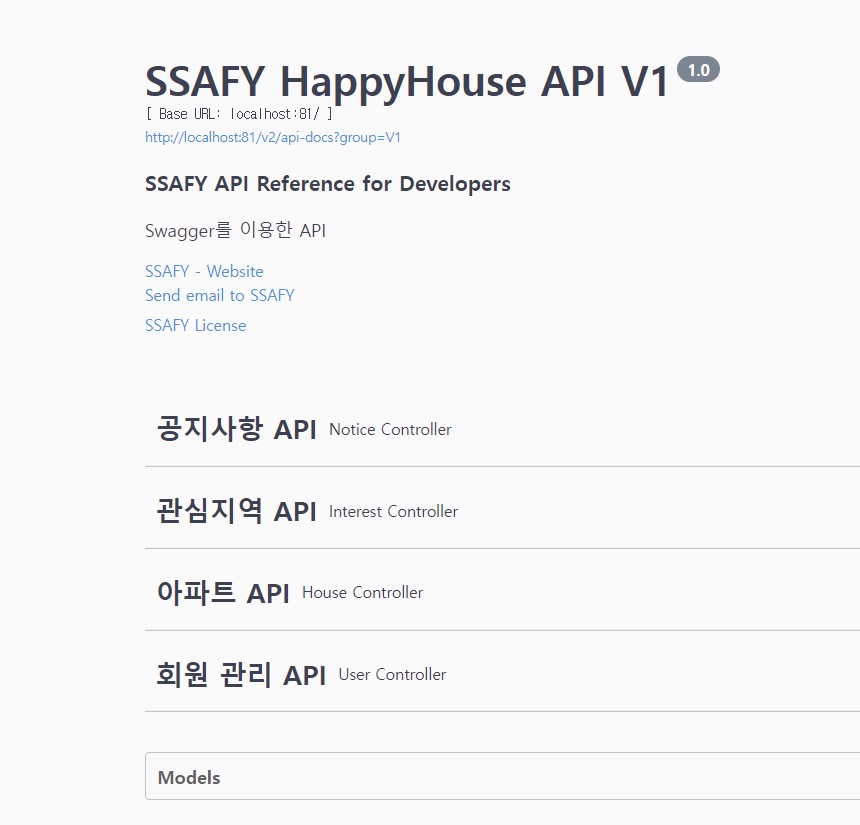 SSAFY HappyHouse API V1 1.0
[ Base URL: localhost:81/ ]
http://localhost:81/v2/api-docs?group=V1
SSAFY API Reference for Developers
Swagger를 이용한 API
SSAFY - Website
Send email to SSAFY
SSAFY License
공지사항 API Notice Controller
관심지역 API Interest Controller
아파트 API House Controller
회원 관리 API User Controller
Models